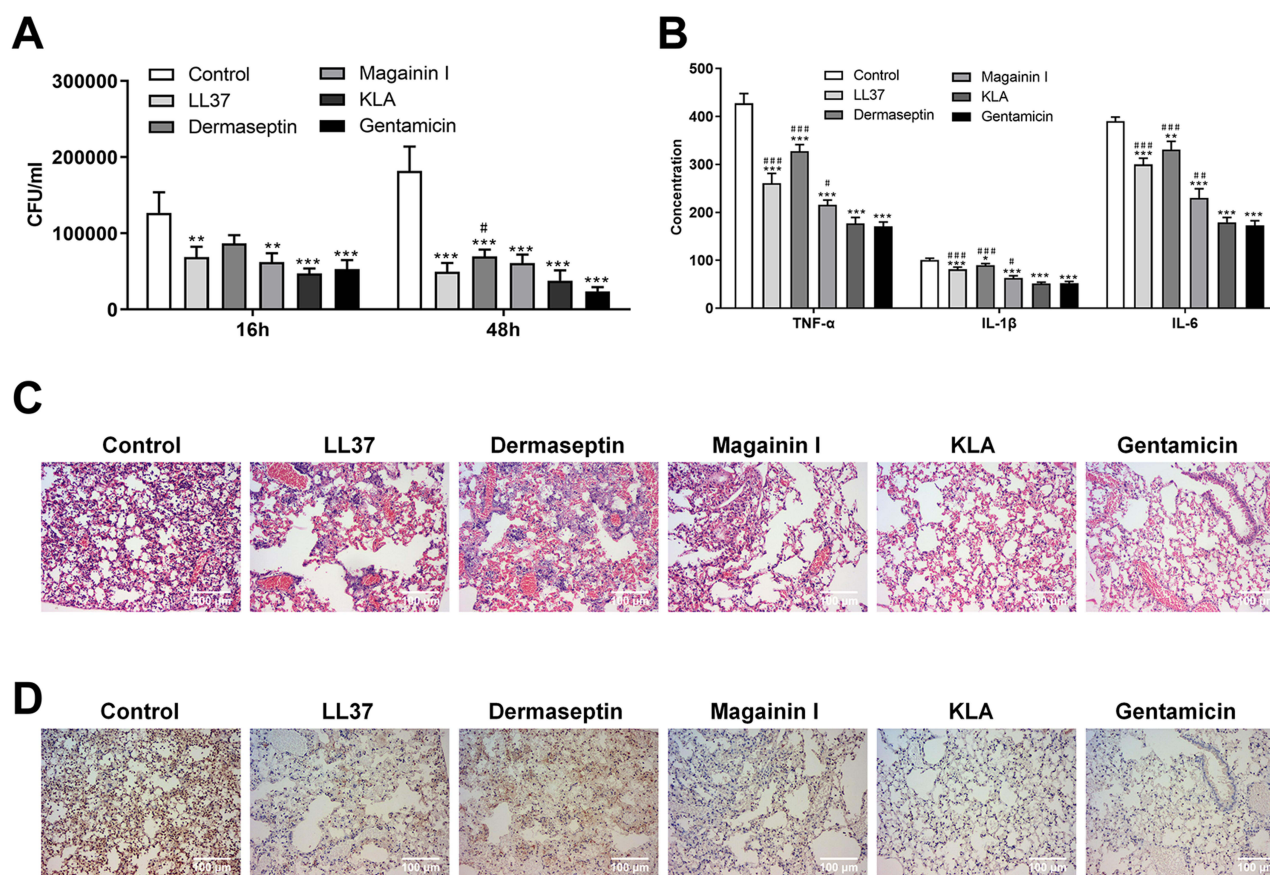 A
300000
200000
100000
0
CFU/ml
Control
LL37
Dermaseptin
Magainin I
KLA
Gentamicin
**
**
***
***
***
#
***
***
***
***
16h
48h
B
500
400
300
200
100
0
Concentration
Control
LL37
Dermaseptin
Magainin I
KLA
Gentamicin
###
***
###
***
#
***
***
***
###
***
###
*
#
***
***
***
###
***
###
**
##
***
***
***
TNF-α
IL-1β
IL-6
C
Control
LL37
Dermaseptin
Magainin I
KLA
Gentamicin
100 μm
100 μm
100 μm
100 μm
100 μm
100 μm
D
Control
LL37
Dermaseptin
Magainin I
KLA
Gentamicin
100 μm
100 μm
100 μm
100 μm
100 μm
100 μm